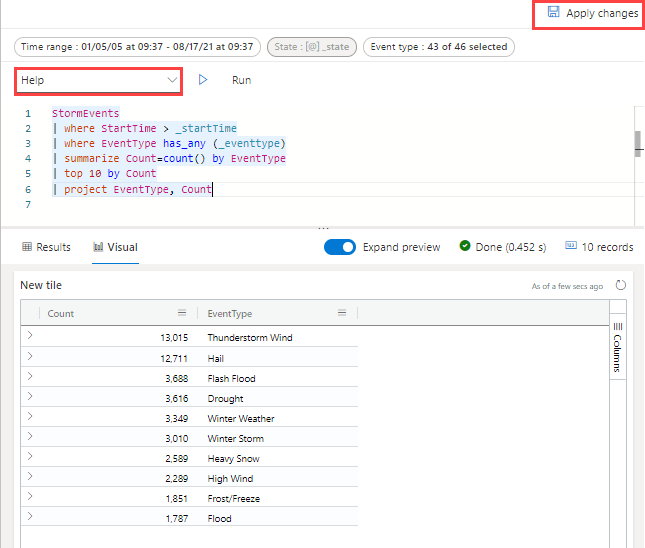 Apply changes
Time range : 01/05/05 at 09:37 - 08/17/21 at 09:37 State : [@] _state Event type : 43 of 46 selected
Help Run
1 StormEvents
2 | where StartTime > _startTime
3 | where EventType has_any (_eventtype)
4 | summarize Count=count() by EventType
5 | top 10 by Count
6 | project EventType, Count
7
Results Visual Expand preview Done (0.452 s) 10 records
New tile As of a few secs ago
Count EventType
13,015 Thunderstorm Wind
12,711 Hail
3,688 Flash Flood
3,616 Drought
3,349 Winter Weather
3,010 Winter Storm
2,589 Heavy Snow
2,289 High Wind
1,851 Frost/Freeze
1,787 Flood
Columns